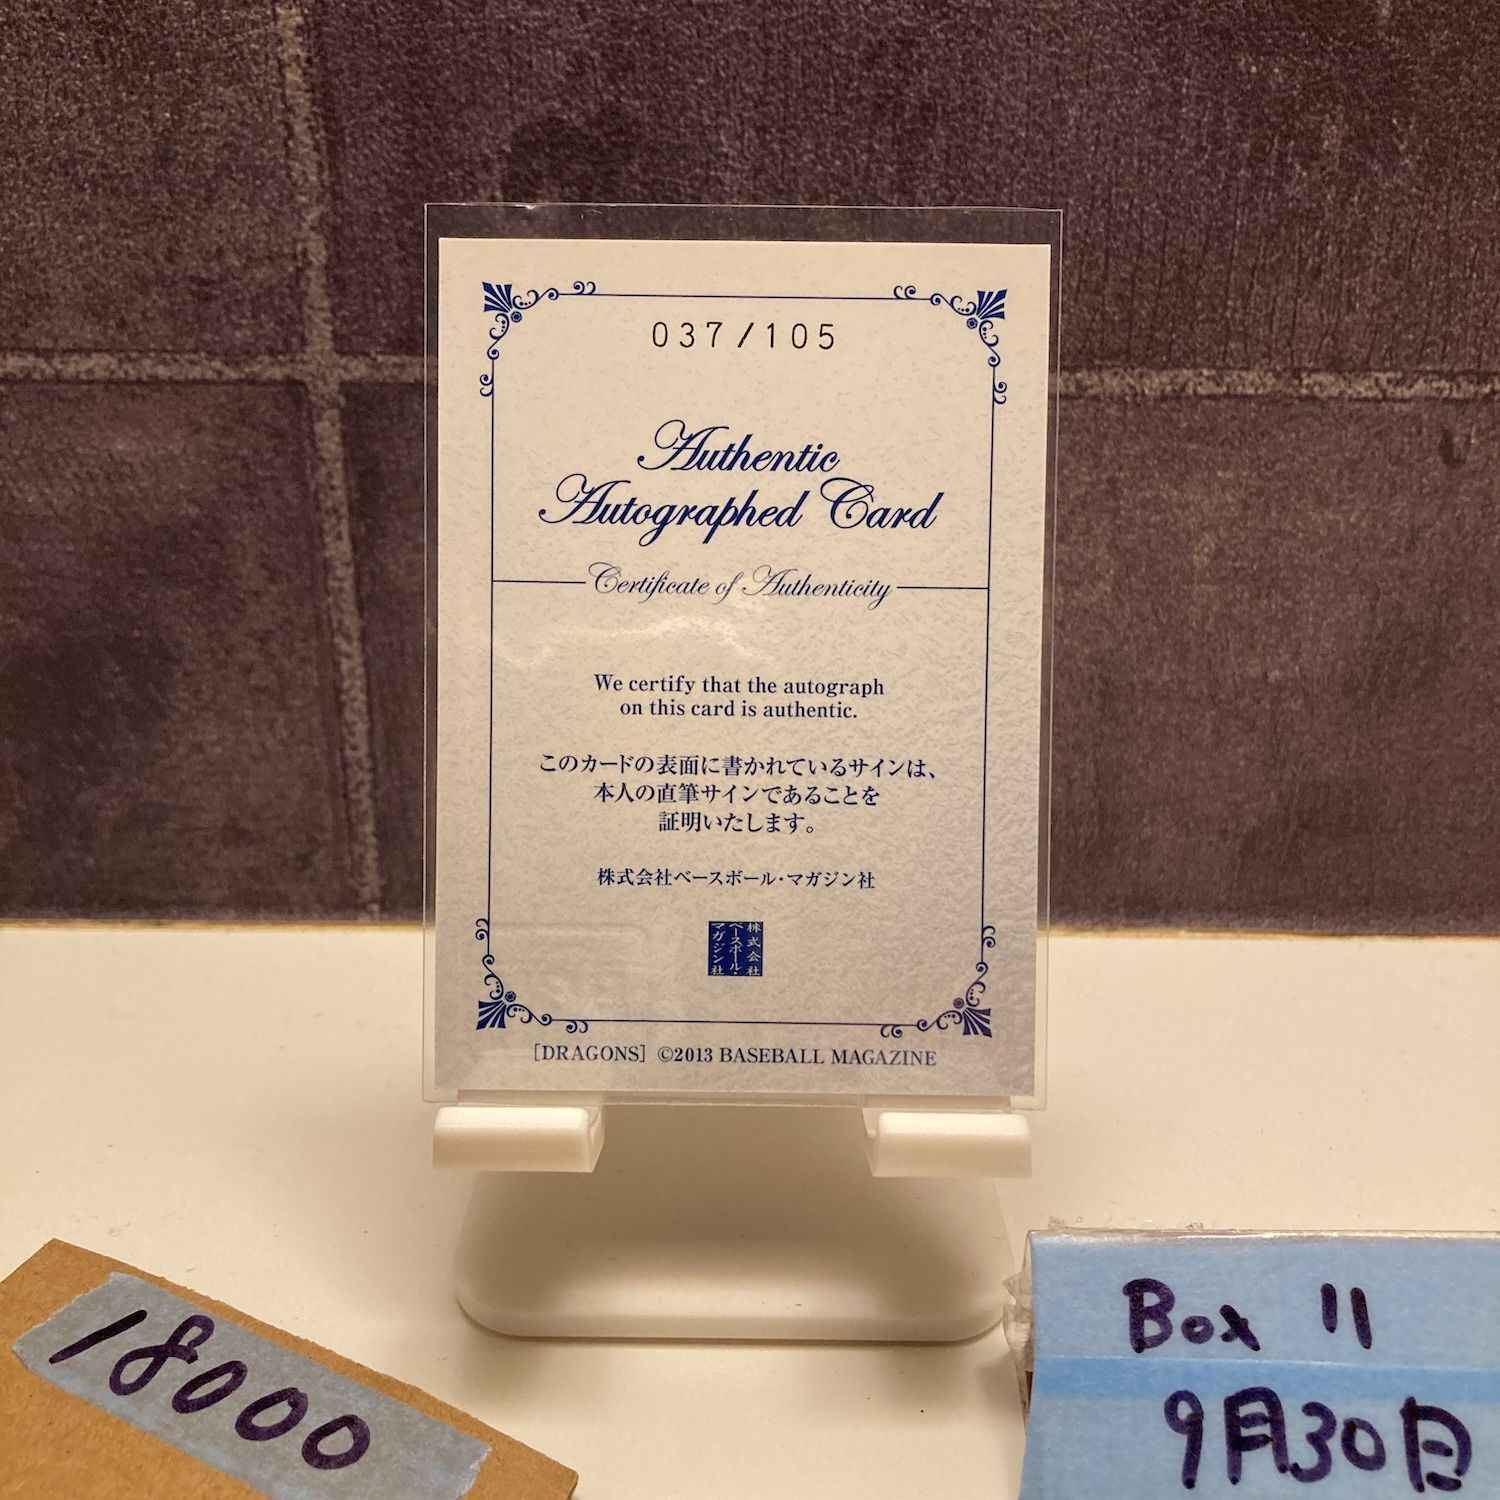 037/105
Authentic
Autographed Card
Certificate of Authenticity
We certify that the autograph
on this card is authentic.
このカードの表面に書かれているサインは、
本人の直筆サインであることを
証明いたします。
株式会社ベースボール・マガジン社
株式会社
ベースボール・
マガジン社
[DRAGONS] ©2013 BASEBALL MAGAZINE
18000
Box 11
9月30日